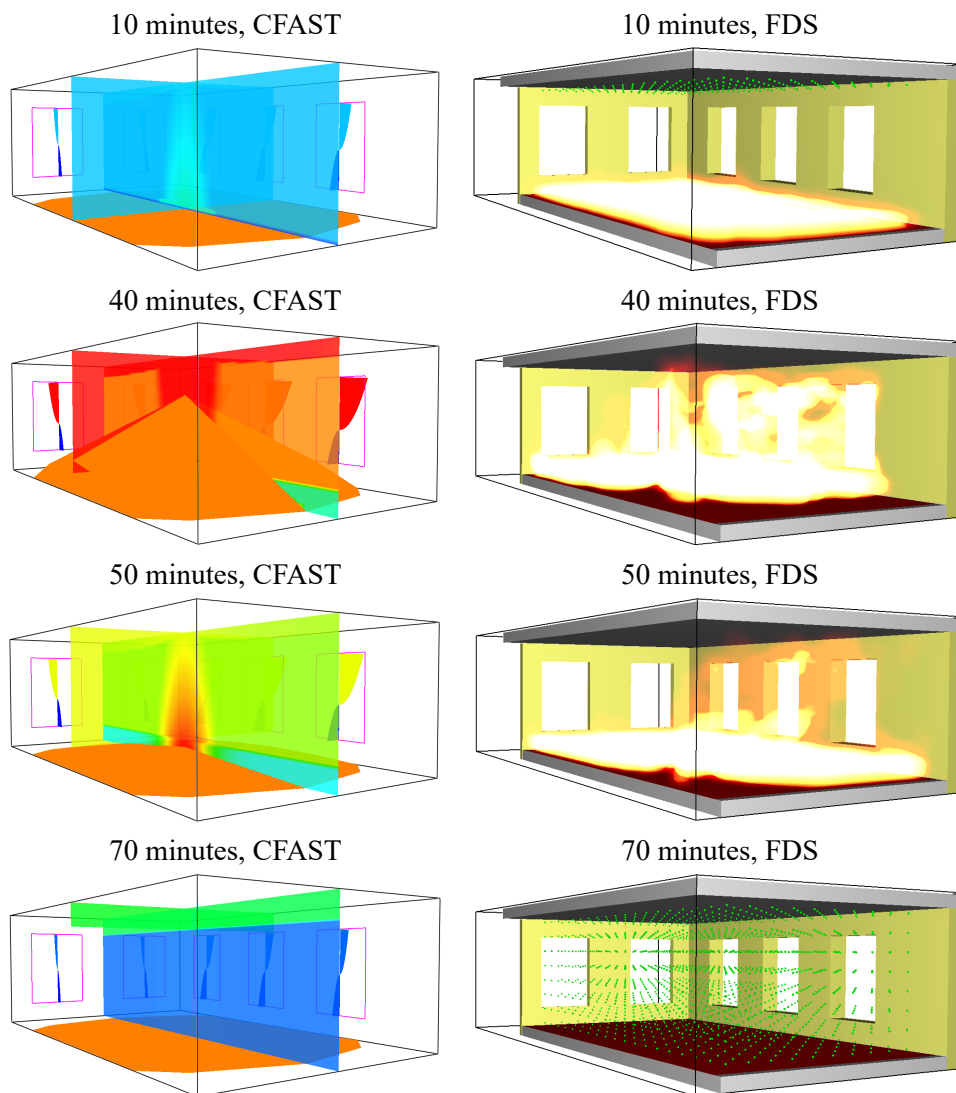 10 minutes, CFAST
10 minutes, FDS
40 minutes, CFAST
40 minutes, FDS
50 minutes, CFAST
50 minutes, FDS
70 minutes, CFAST
70 minutes, FDS